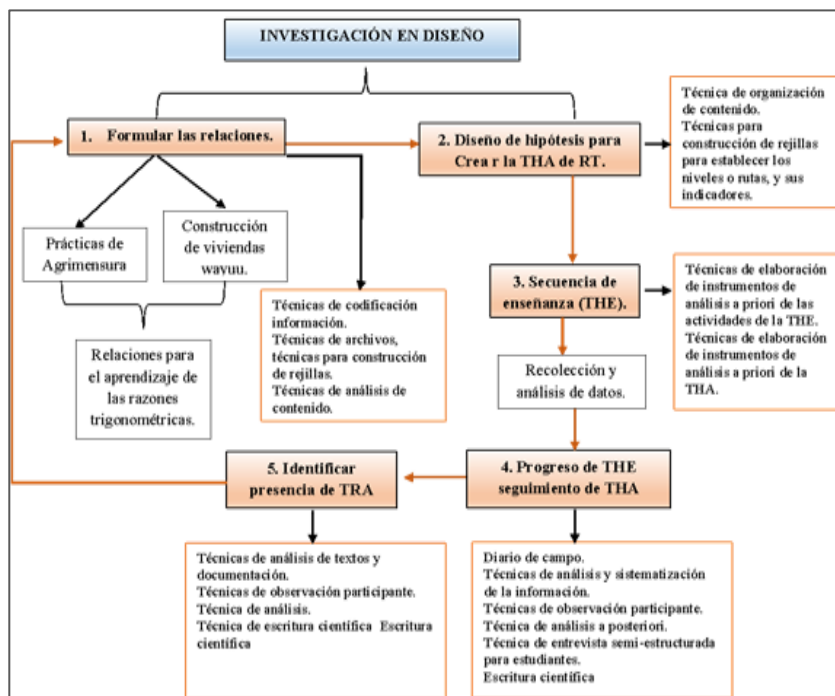 INVESTIGACIÓN EN DISEÑO
1. Formular las relaciones.
2. Diseño de hipótesis para
Crea r la THA de RT.
Técnica de organización
de contenido.
Técnicas para
construcción de rejillas
para establecer los
niveles o rutas, y sus
indicadores.
Prácticas de
Agrimensura
Construcción
de viviendas
wayuu.
Relaciones para
el aprendizaje de
las razones
trigonométricas.
Técnicas de codificación
información.
Técnicas de archivos,
técnicas para construcción
de rejillas.
Técnicas de análisis de
contenido.
3. Secuencia de
enseñanza (THE).
Técnicas de elaboración
de instrumentos de
análisis a priori de las
actividades de la THE.
Técnicas de elaboración
de instrumentos de
análisis a priori de la
THA.
Recolección y
análisis de datos.
4. Progreso de THE
seguimiento de THA
5. Identificar
presencia de TRA
Técnicas de análisis de textos y
documentación.
Técnicas de observación participante.
Técnica de análisis.
Técnica de escritura científica Escritura
científica
Diario de campo.
Técnicas de análisis y sistematización
de la información.
Técnicas de observación participante.
Técnica de análisis a posteriori.
Técnica de entrevista semi-estructurada
para estudiantes.
Escritura científica